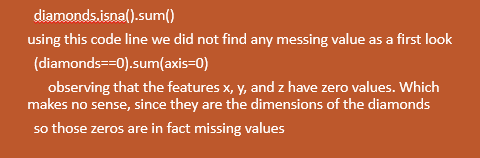 diamonds.isna().sum()
using this code line we did not find any messing value as a first look
(diamonds==0).sum(axis=0)
observing that the features x, y, and z have zero values. Which
makes no sense, since they are the dimensions of the diamonds
so those zeros are in fact missing values